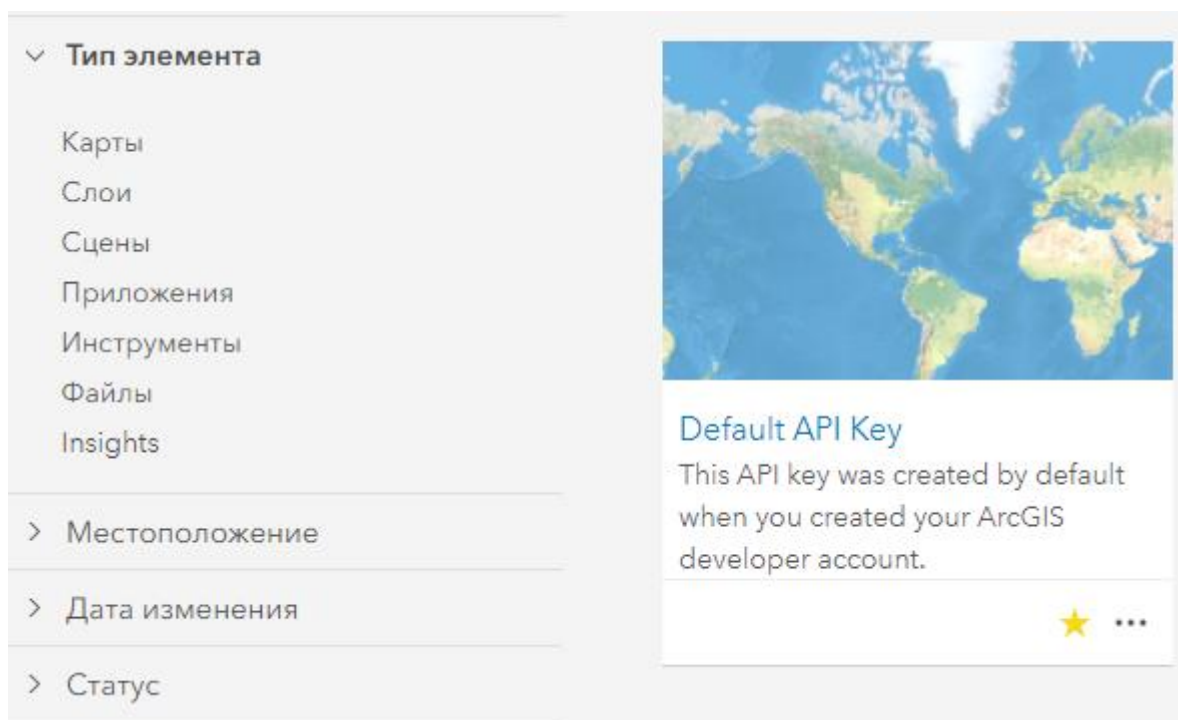 Тип элемента
Карты
Слои
Сцены
Приложения
Инструменты
Файлы
Insights
Местоположение
Дата изменения
Статус
Default API Key
This API key was created by default
when you created your ArcGIS
developer account.